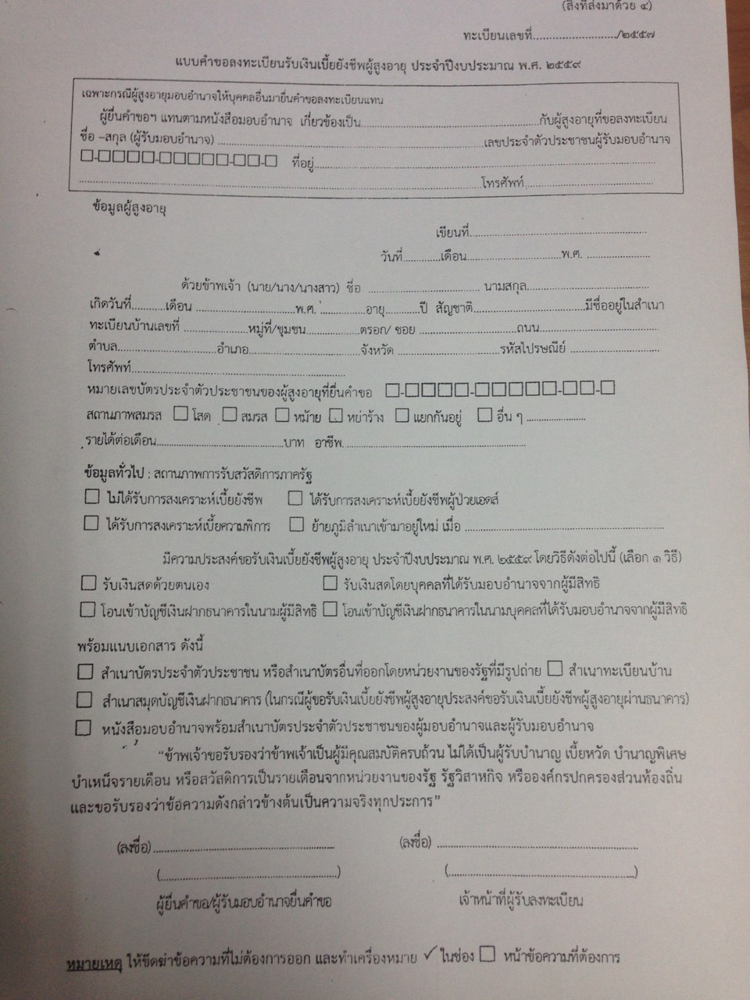 (สิ่งที่ส่งมาด้วย ๔)
ทะเบียนเลขที่............................/๒๕๕๗
แบบคำขอลงทะเบียนรับเงินเบี้ยยังชีพผู้สูงอายุ ประจำปีงบประมาณ พ.ศ. ๒๕๕๙
เฉพาะกรณีผู้สูงอายุมอบอำนาจให้บุคคลอื่นมายื่นคำขอลงทะเบียนแทน
ผู้ยื่นคำขอฯ แทนตามหนังสือมอบอำนาจ เกี่ยวข้องเป็น..........................................กับผู้สูงอายุที่ขอลงทะเบียน
ชื่อ –สกุล (ผู้รับมอบอำนาจ) ..........................................เลขประจำตัวประชาชนผู้รับมอบอำนาจ
☐-☐☐☐☐-☐☐☐☐☐-☐☐-☐ ที่อยู่..........................................
..........................................โทรศัพท์..........................
ข้อมูลผู้สูงอายุ
เขียนที่..........................................
วันที่............เดือน..............................พ.ศ. ....................
ด้วยข้าพเจ้า (นาย/นาง/นางสาว) ชื่อ .............................. นามสกุล..............................
เกิดวันที่...........เดือน ..............................พ.ศ. ..............อายุ...........ปี สัญชาติ..............................มีชื่ออยู่ในสำเนา
ทะเบียนบ้านเลขที่ ....................หมู่ที่/ชุมชน................ตรอก/ ซอย ..............................ถนน..............................
ตำบล..............................อำเภอ..............................จังหวัด ..............................รหัสไปรษณีย์ ..........................
โทรศัพท์..........................................
หมายเลขบัตรประจำตัวประชาชนของผู้สูงอายุที่ยื่นคำขอ ☐-☐☐☐☐-☐☐☐☐☐-☐☐-☐
สถานภาพสมรส ☐ โสด ☐ สมรส ☐ หม้าย ☐ หย่าร้าง ☐ แยกกันอยู่ ☐ อื่น ๆ ....................
รายได้ต่อเดือน..............................บาท อาชีพ..........................................
ข้อมูลทั่วไป : สถานภาพการรับสวัสดิการภาครัฐ
☐ ไม่ได้รับการสงเคราะห์เบี้ยยังชีพ ☐ ได้รับการสงเคราะห์เบี้ยยังชีพผู้ป่วยเอดส์
☐ ได้รับการสงเคราะห์เบี้ยความพิการ ☐ ย้ายภูมิลำเนาเข้ามาอยู่ใหม่ เมื่อ ..........................................
มีความประสงค์ขอรับเงินเบี้ยยังชีพผู้สูงอายุ ประจำปีงบประมาณ พ.ศ. ๒๕๕๙ โดยวิธีดังต่อไปนี้ (เลือก ๑ วิธี)
☐ รับเงินสดด้วยตนเอง ☐ รับเงินสดโดยบุคคลที่ได้รับมอบอำนาจจากผู้มีสิทธิ
☐ โอนเข้าบัญชีเงินฝากธนาคารในนามผู้มีสิทธิ ☐ โอนเข้าบัญชีเงินฝากธนาคารในนามบุคคลที่ได้รับมอบอำนาจจากผู้มีสิทธิ
พร้อมแนบเอกสาร ดังนี้
☐ สำเนาบัตรประจำตัวประชาชน หรือสำเนาบัตรอื่นที่ออกโดยหน่วยงานของรัฐที่มีรูปถ่าย ☐ สำเนาทะเบียนบ้าน
☐ สำเนาสมุดบัญชีเงินฝากธนาคาร (ในกรณีผู้ขอรับเงินเบี้ยยังชีพผู้สูงอายุประสงค์ขอรับเงินเบี้ยยังชีพผู้สูงอายุผ่านธนาคาร)
☐ หนังสือมอบอำนาจพร้อมสำเนาบัตรประจำตัวประชาชนของผู้มอบอำนาจและผู้รับมอบอำนาจ
“ข้าพเจ้าขอรับรองว่าข้าพเจ้าเป็นผู้มีคุณสมบัติครบถ้วน ไม่ได้เป็นผู้รับบำนาญ เบี้ยหวัด บำนาญพิเศษ
บำเหน็จรายเดือน หรือสวัสดิการเป็นรายเดือนจากหน่วยงานของรัฐ รัฐวิสาหกิจ หรือองค์กรปกครองส่วนท้องถิ่น
และขอรับรองว่าข้อความดังกล่าวข้างต้นเป็นความจริงทุกประการ”
(ลงชื่อ).......................................... (ลงชื่อ) ..........................................
(..........................................) (..........................................)
ผู้ยื่นคำขอ/ผู้รับมอบอำนาจยื่นคำขอ เจ้าหน้าที่ผู้รับลงทะเบียน
หมายเหตุ ให้ขีดฆ่าข้อความที่ไม่ต้องการออก และทำเครื่องหมาย ✓ ในช่อง ☐ หน้าข้อความที่ต้องการ